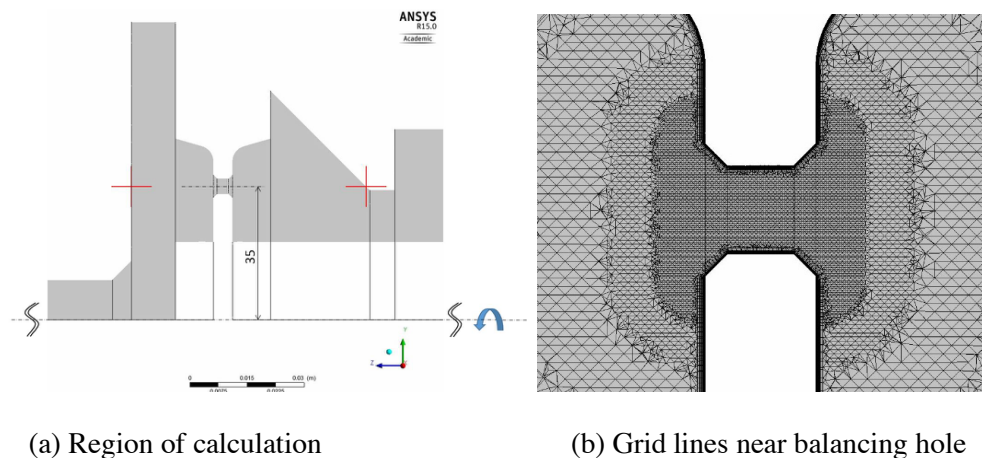 ANSYS
R15.0
Academic
35
Y
Z
0 0.015 0.03 (m)
0.0075 0.0225
(a) Region of calculation
(b) Grid lines near balancing hole